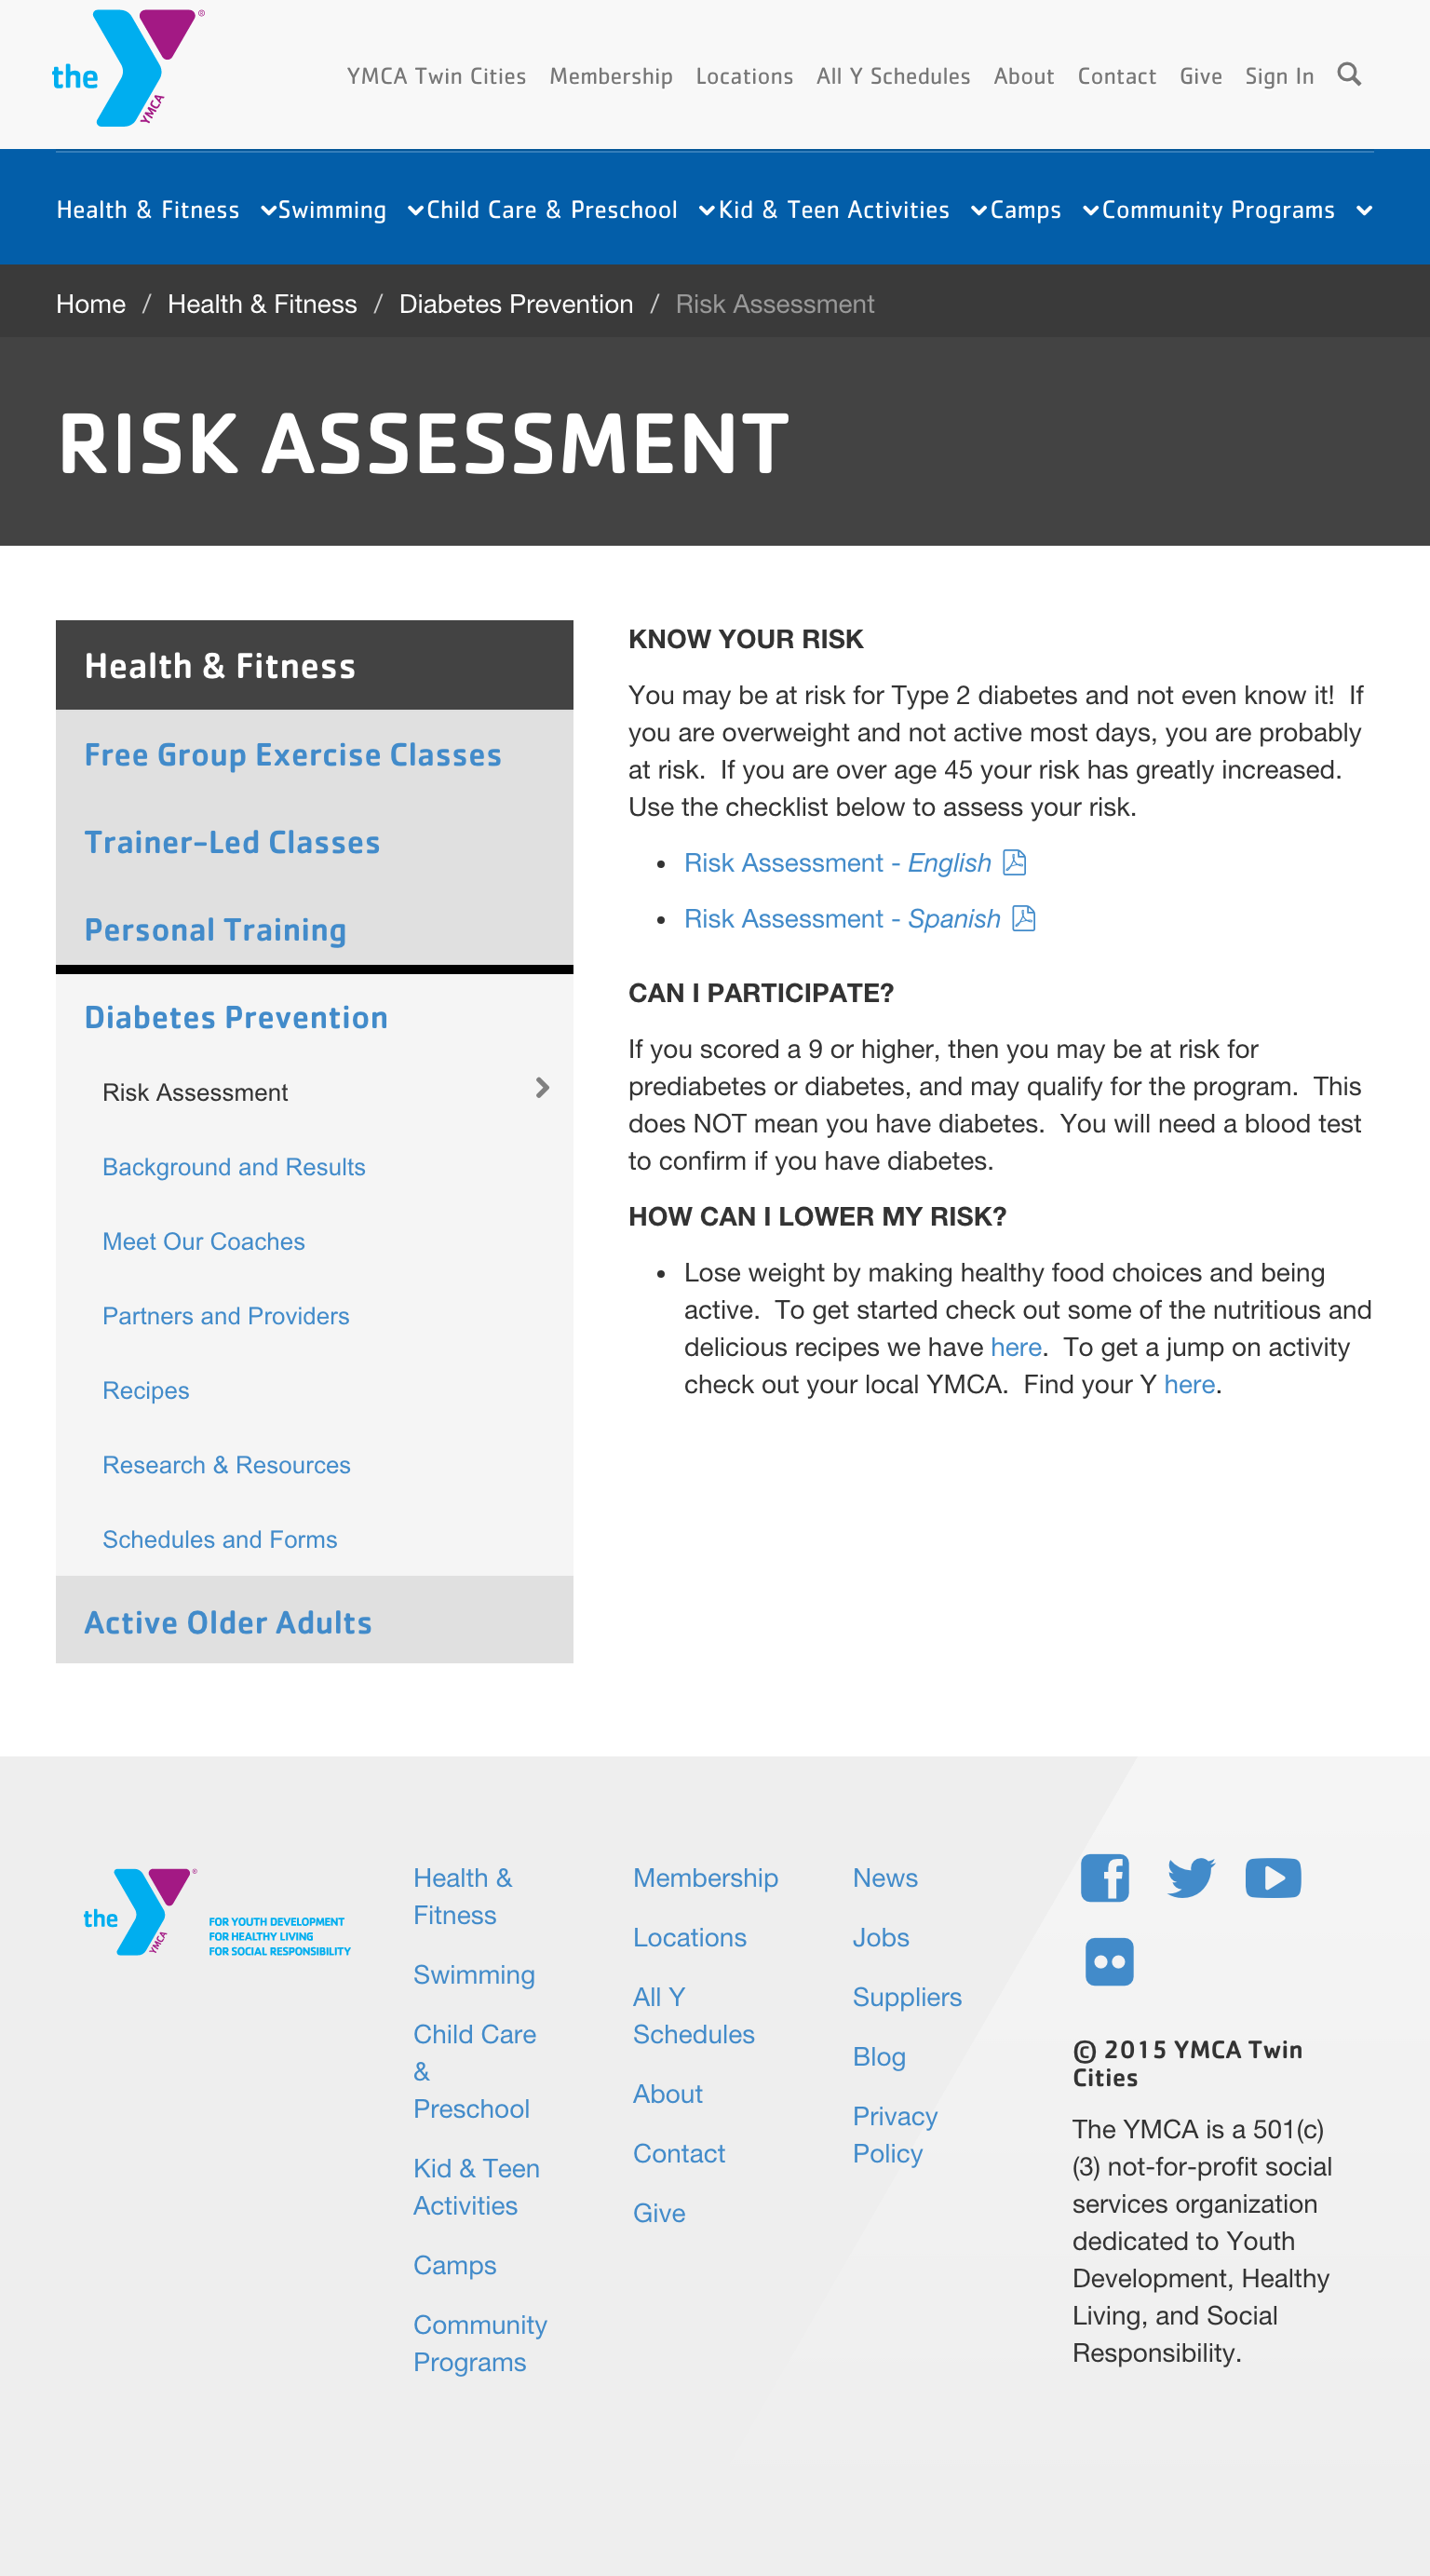 the
YMCA
®
YMCA Twin Cities Membership Locations All Y Schedules About Contact Give Sign In
Health & Fitness Swimming Child Care & Preschool Kid & Teen Activities Camps Community Programs
Home / Health & Fitness / Diabetes Prevention / Risk Assessment
RISK ASSESSMENT
Health & Fitness
Free Group Exercise Classes
Trainer-Led Classes
Personal Training
Diabetes Prevention
Risk Assessment
Background and Results
Meet Our Coaches
Partners and Providers
Recipes
Research & Resources
Schedules and Forms
Active Older Adults
KNOW YOUR RISK
You may be at risk for Type 2 diabetes and not even know it!  If
you are overweight and not active most days, you are probably
at risk.  If you are over age 45 your risk has greatly increased.
Use the checklist below to assess your risk.
• Risk Assessment - English
• Risk Assessment - Spanish
CAN I PARTICIPATE?
If you scored a 9 or higher, then you may be at risk for
prediabetes or diabetes, and may qualify for the program.  This
does NOT mean you have diabetes.  You will need a blood test
to confirm if you have diabetes.
HOW CAN I LOWER MY RISK?
• Lose weight by making healthy food choices and being
active.  To get started check out some of the nutritious and
delicious recipes we have here.  To get a jump on activity
check out your local YMCA.  Find your Y here.
the
YMCA
®
FOR YOUTH DEVELOPMENT
FOR HEALTHY LIVING
FOR SOCIAL RESPONSIBILITY
Health &
Fitness
Swimming
Child Care
&
Preschool
Kid & Teen
Activities
Camps
Community
Programs
Membership
Locations
All Y
Schedules
About
Contact
Give
News
Jobs
Suppliers
Blog
Privacy
Policy
© 2015 YMCA Twin
Cities
The YMCA is a 501(c)
(3) not-for-profit social
services organization
dedicated to Youth
Development, Healthy
Living, and Social
Responsibility.